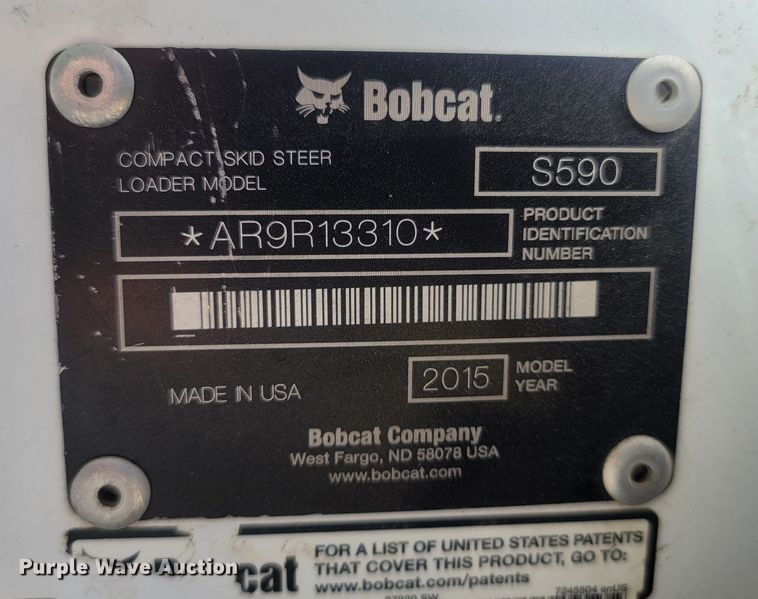 Bobcat.
COMPACT SKID STEER
LOADER MODEL
S590
*AR9R13310*
PRODUCT
IDENTIFICATION
NUMBER
MADE IN USA
2015
MODEL
YEAR
Bobcat Company
West Fargo, ND 58078 USA
www.bobcat.com
FOR A LIST OF UNITED STATES PATENTS
THAT COVER THIS PRODUCT, GO TO:
www.bobcat.com/patents
7245504 enUS
Purple Wave Auction